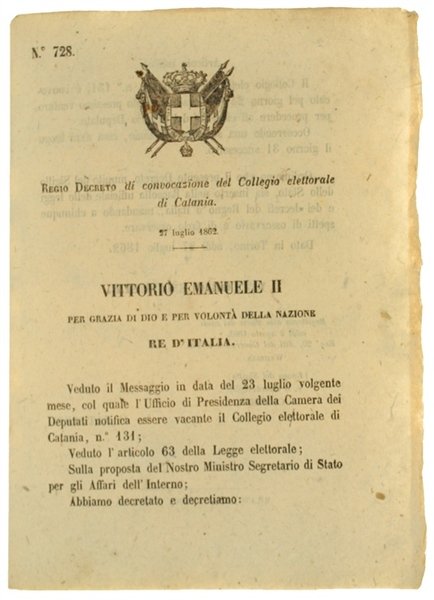 N.° 728.
REGIO DECRETO di convocazione del Collegio elettorale
di Catania.
27 luglio 1862.
VITTORIO EMANUELE II
PER GRAZIA DI DIO E PER VOLONTÀ DELLA NAZIONE
RE D'ITALIA.
Veduto il Messaggio in data del 23 luglio volgente
mese, col quale l'Ufficio di Presidenza della Camera dei
Deputati notifica essere vacante il Collegio elettorale di
Catania, n.° 131;
Veduto l'articolo 63 della Legge elettorale;
Sulla proposta del Nostro Ministro Segretario di Stato
per gli Affari dell'Interno;
Abbiamo decretato e decretiamo: